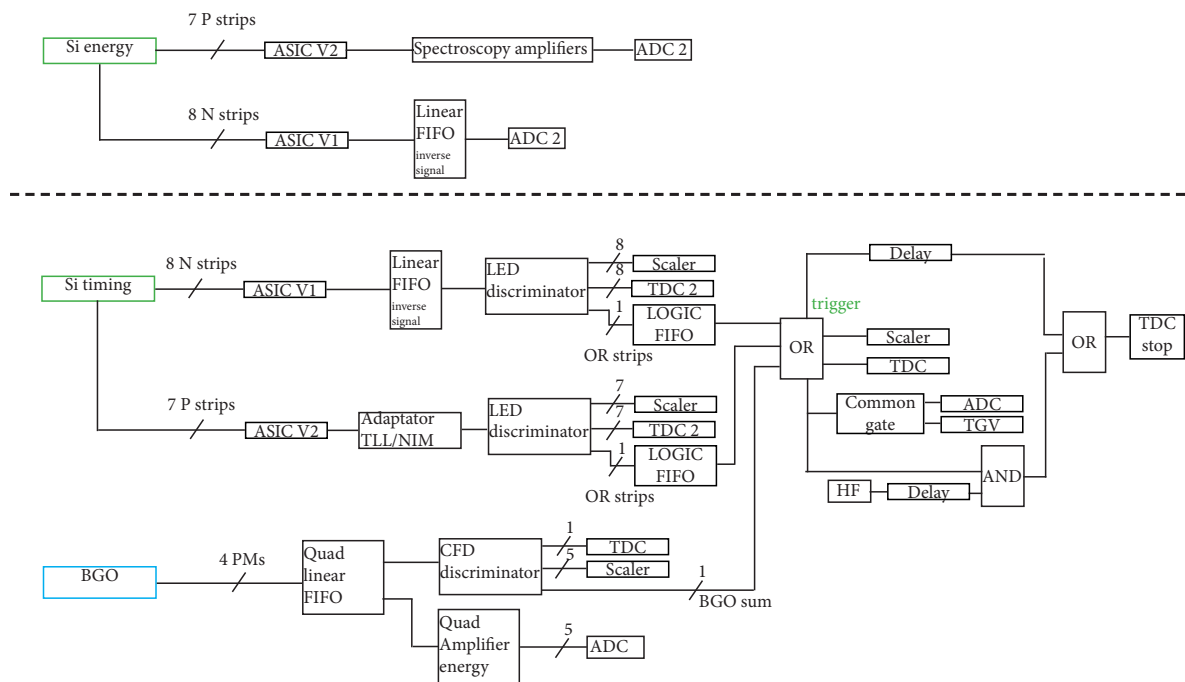 7 P strips
Si energy
ASIC V2
Spectroscopy amplifiers
ADC 2
8 N strips
ASIC V1
Linear
FIFO
inverse
signal
ADC 2
Si timing
8 N strips
ASIC V1
Linear
FIFO
inverse
signal
LED
discriminator
8
Scaler
8
TDC 2
1
LOGIC
FIFO
OR strips
7 P strips
ASIC V2
Adaptator
TLL/NIM
LED
discriminator
7
Scaler
7
TDC 2
1
LOGIC
FIFO
OR strips
trigger
OR
Delay
Scaler
TDC
Common
gate
ADC
TGV
HF
Delay
AND
OR
TDC
stop
BGO
4 PMs
Quad
linear
FIFO
CFD
discriminator
1
TDC
5
Scaler
1
BGO sum
Quad
Amplifier
energy
5
ADC